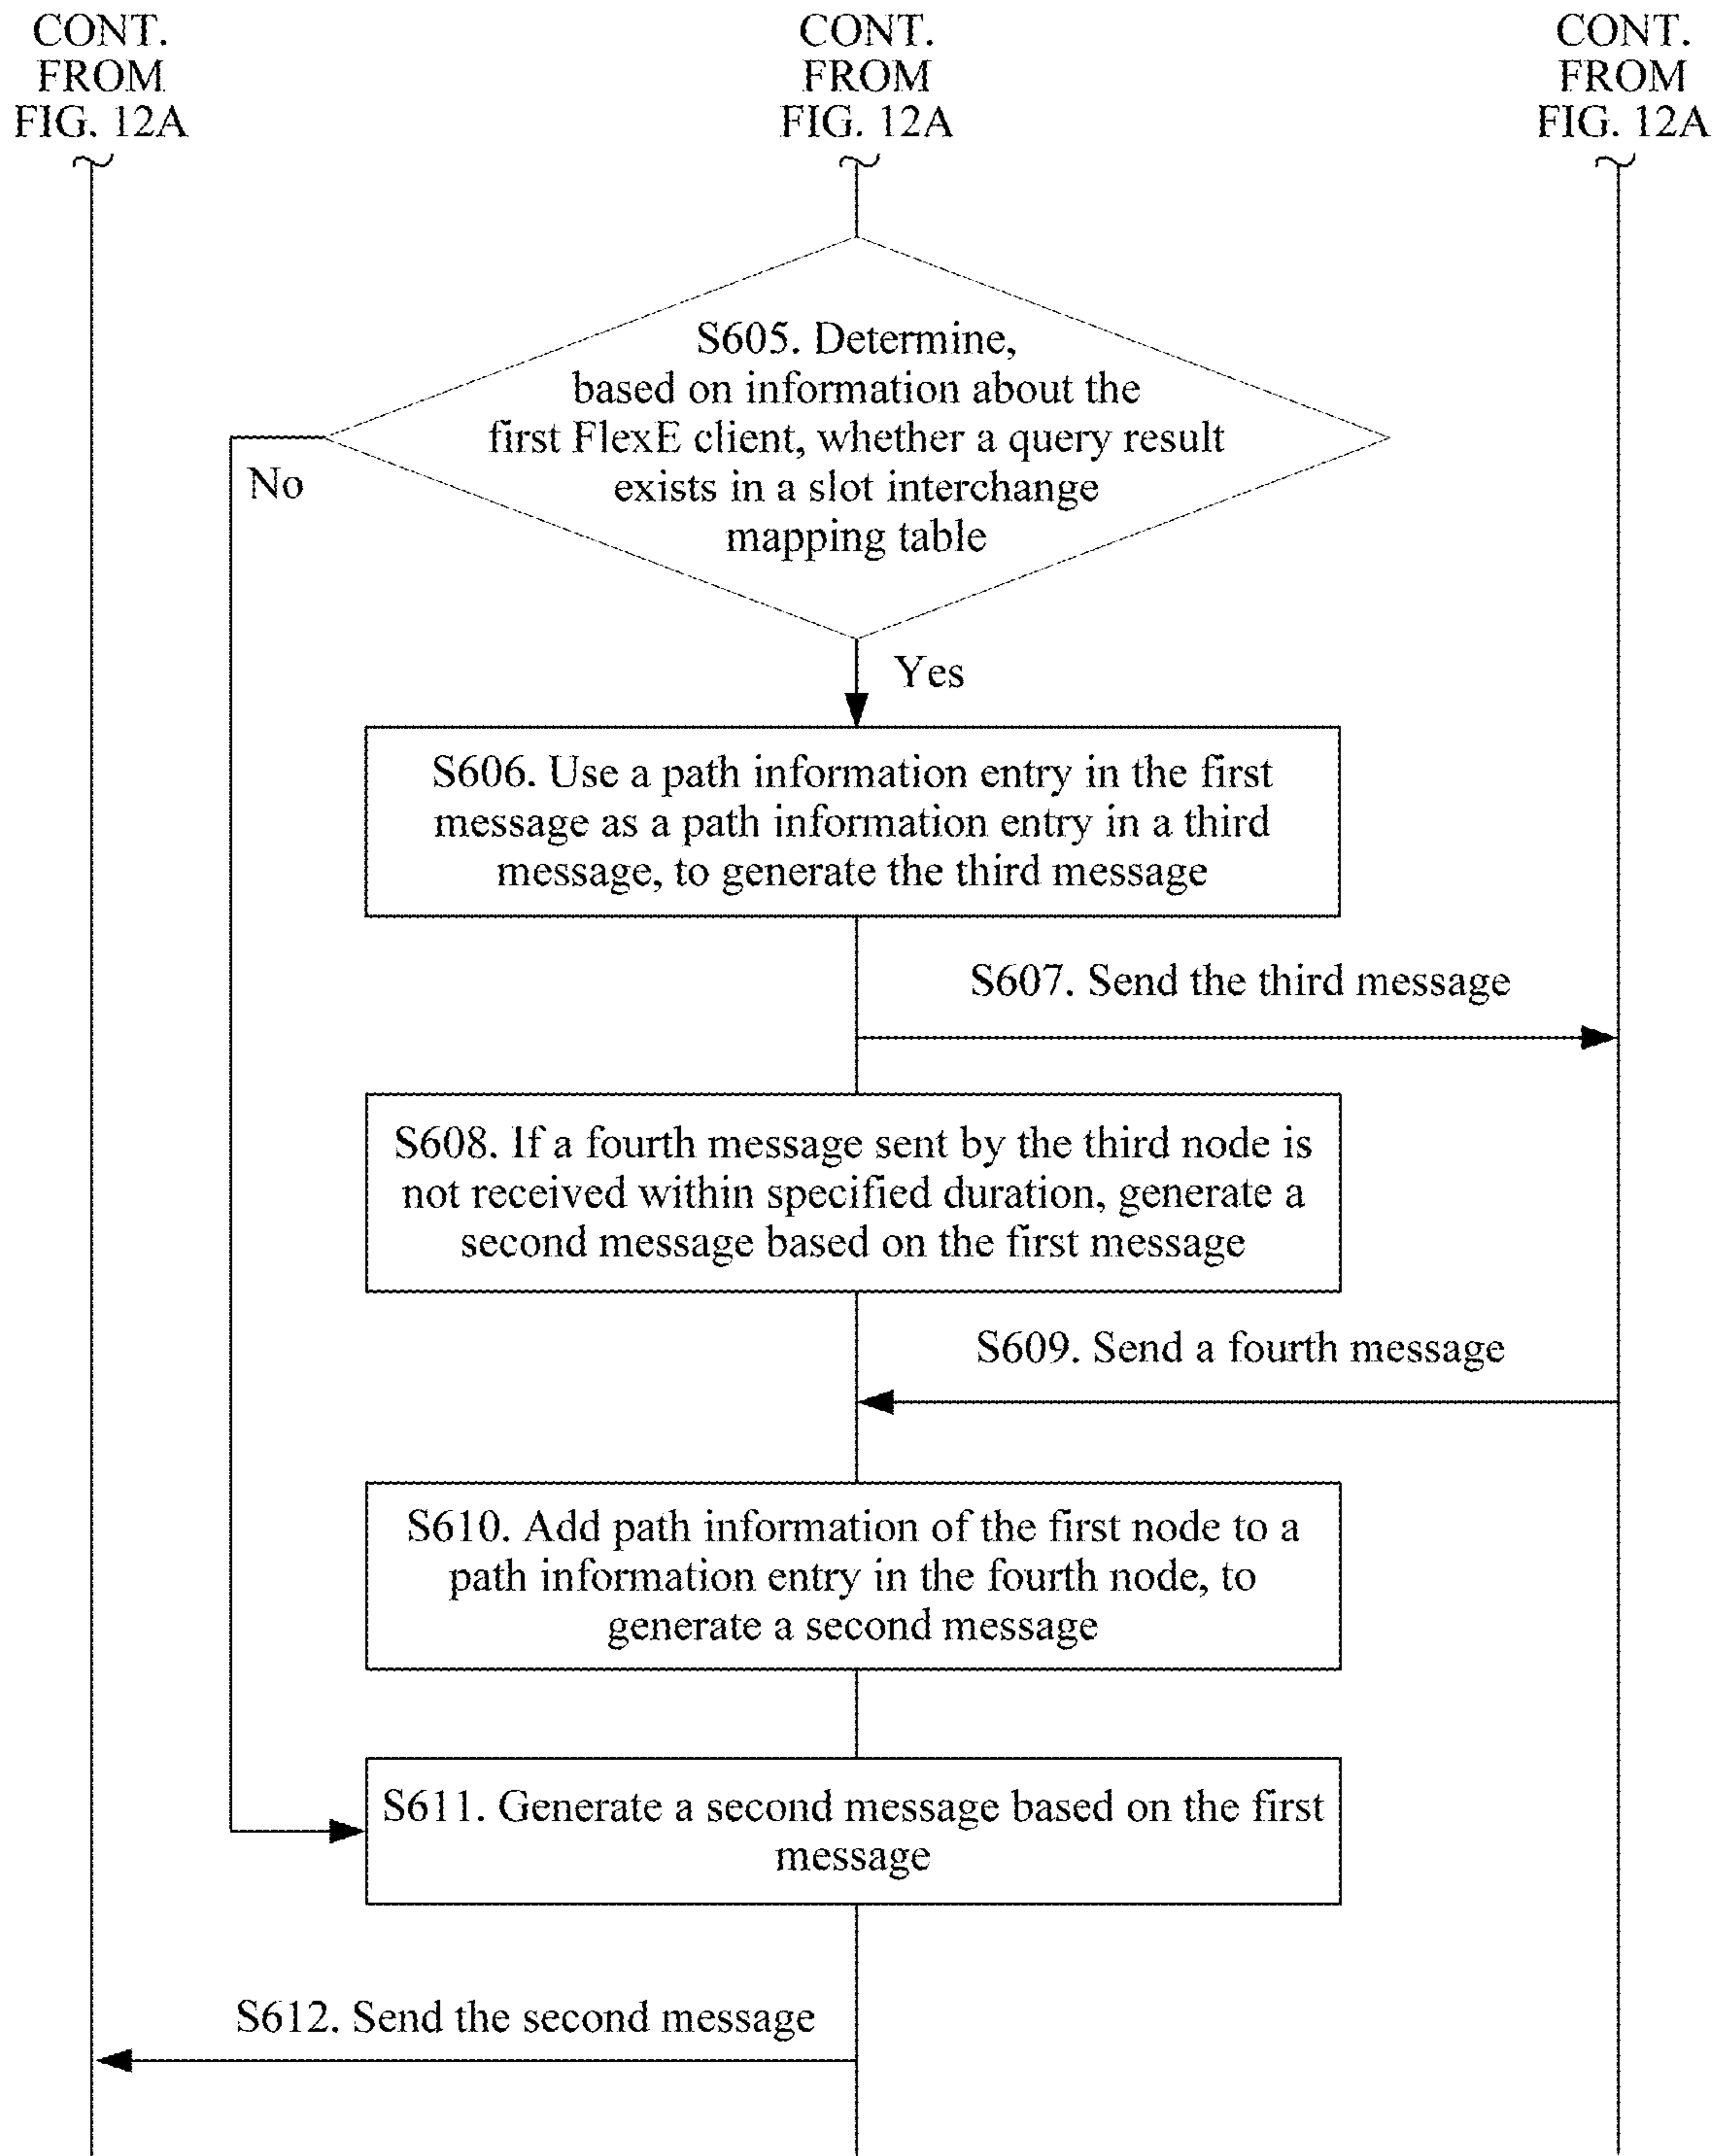 CONT.
FROM
FIG. 12A
CONT.
FROM
FIG. 12A
CONT.
FROM
FIG. 12A
S605. Determine,
based on information about the
first FlexE client, whether a query result
exists in a slot interchange
mapping table
No
Yes
S606. Use a path information entry in the first
message as a path information entry in a third
message, to generate the third message
S607. Send the third message
S608. If a fourth message sent by the third node is
not received within specified duration, generate a
second message based on the first message
S609. Send a fourth message
S610. Add path information of the first node to a
path information entry in the fourth node, to
generate a second message
S611. Generate a second message based on the first
message
S612. Send the second message